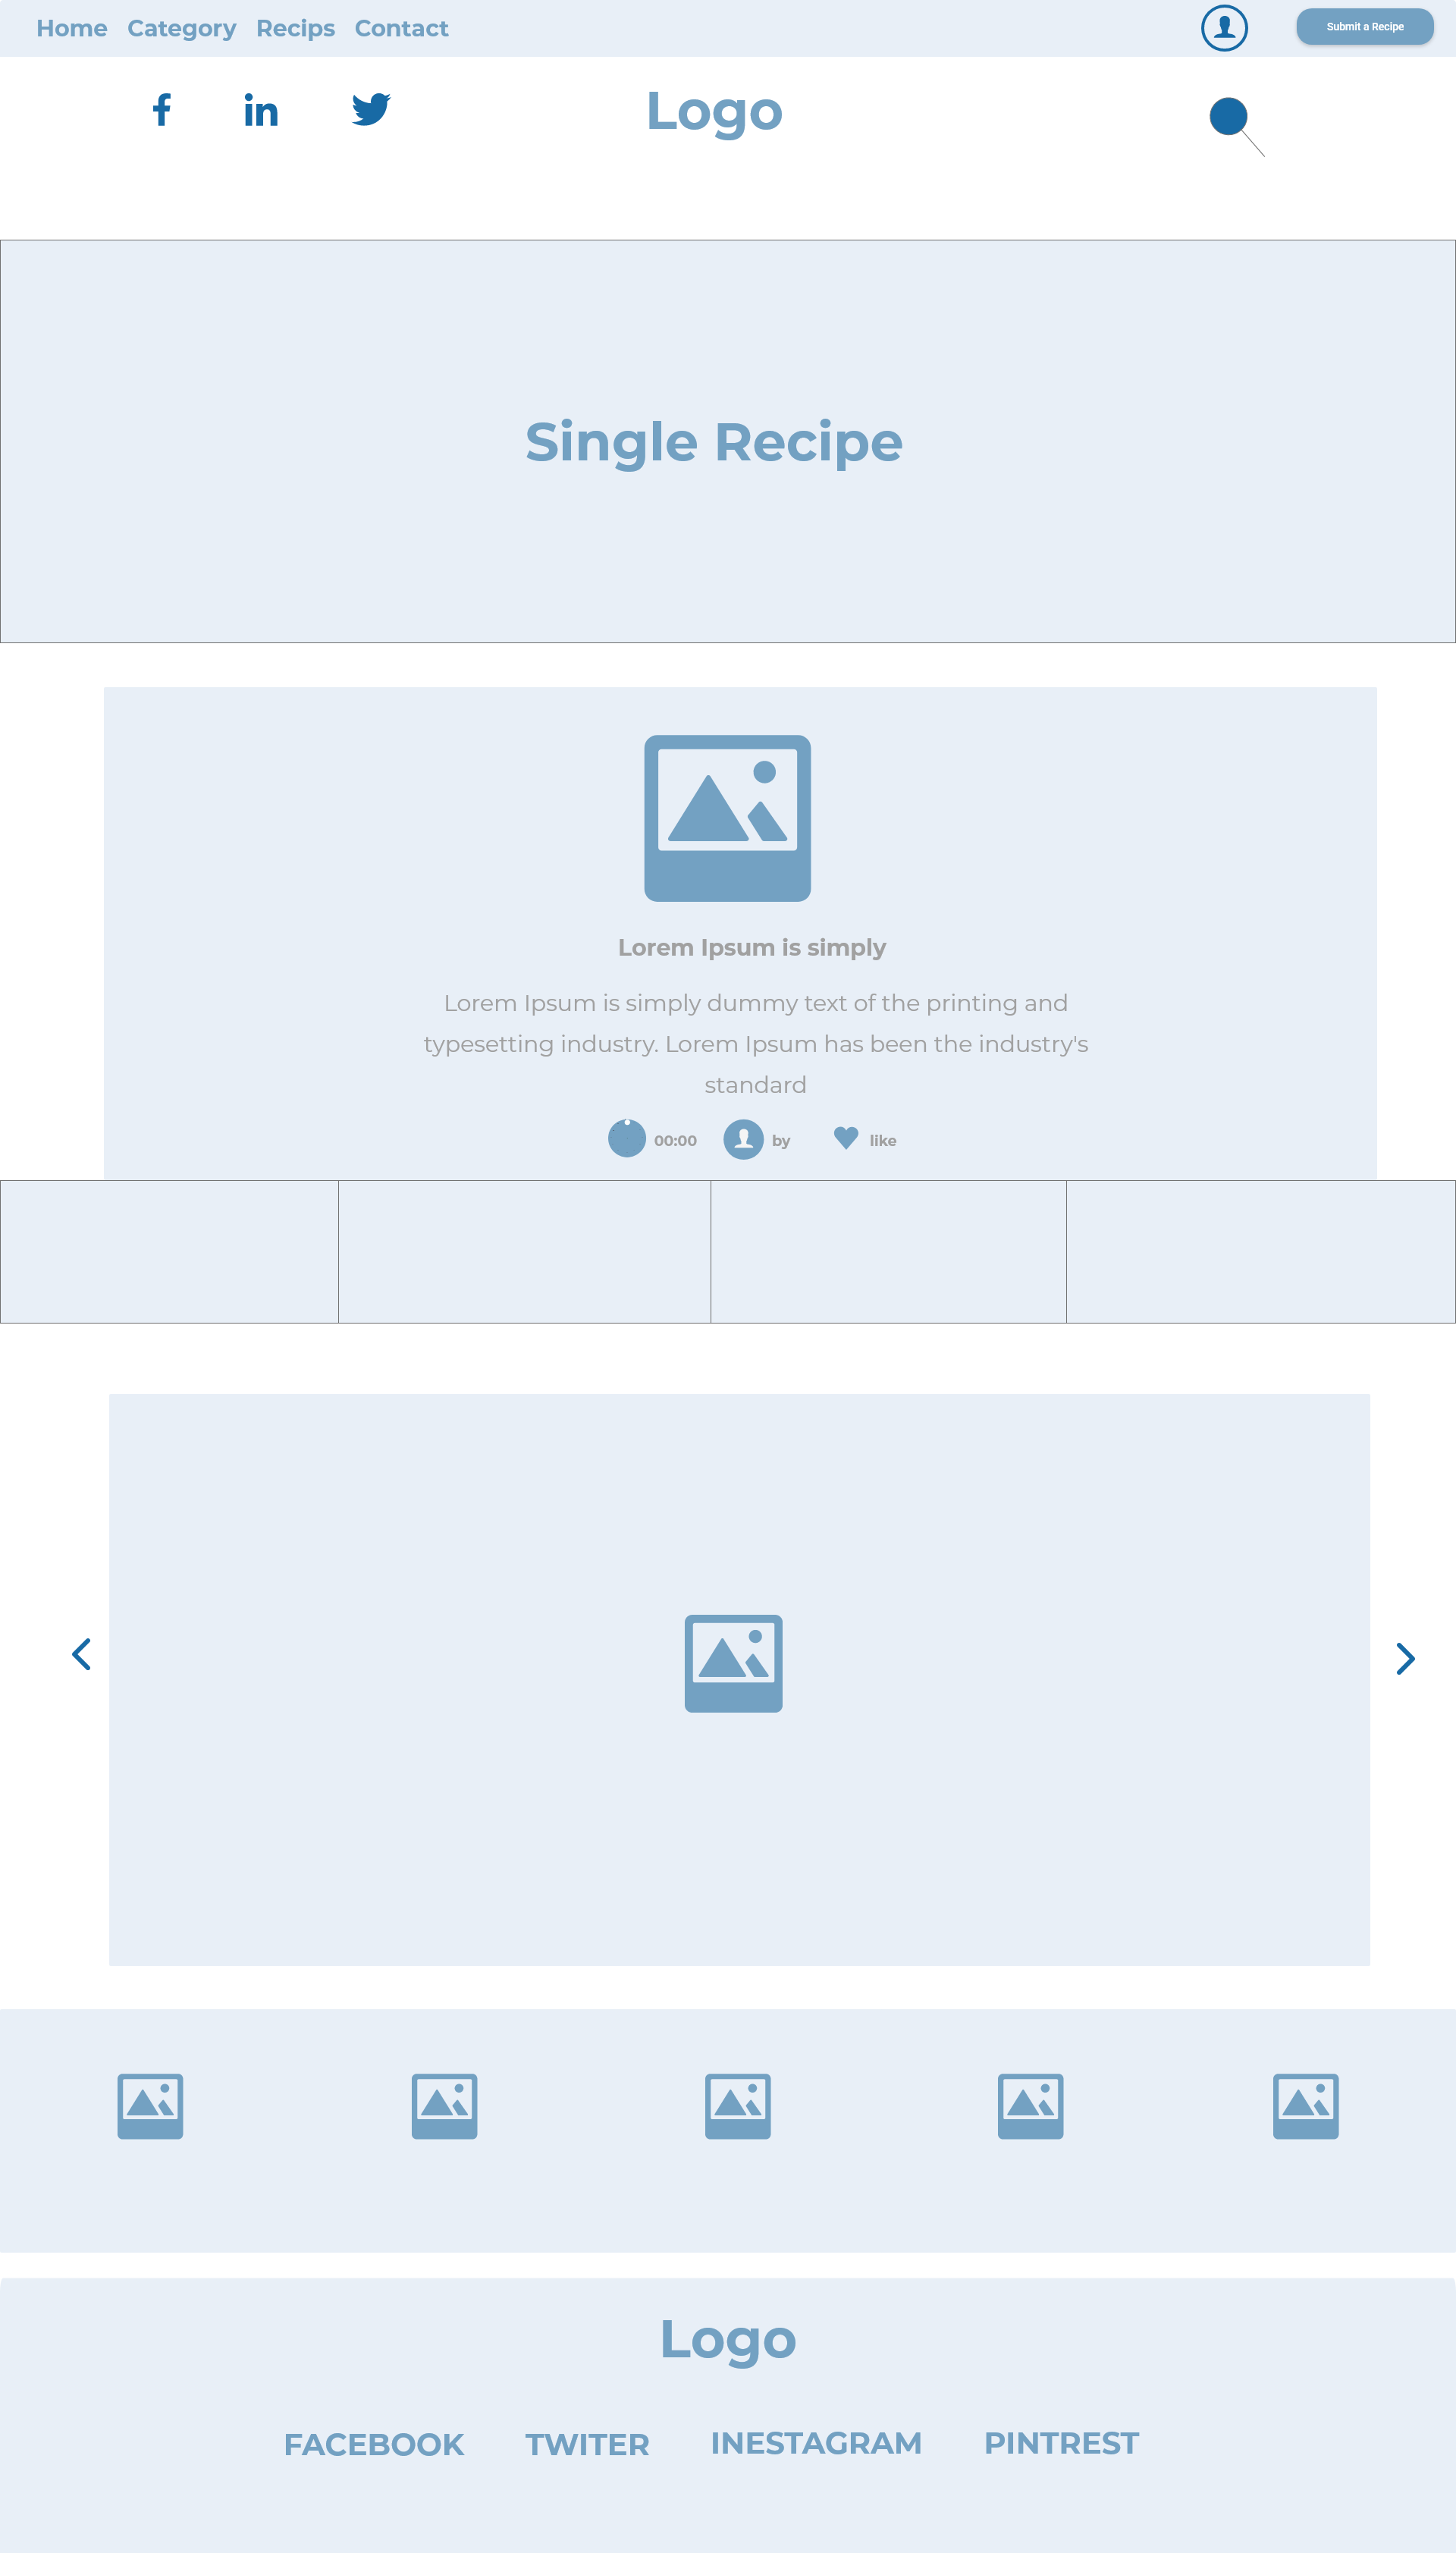 Home Category Recips Contact
Submit a Recipe
Logo
Single Recipe
Lorem Ipsum is simply
Lorem Ipsum is simply dummy text of the printing and
typesetting industry. Lorem Ipsum has been the industry's
standard
00:00 by like
Logo
FACEBOOK TWITER INESTAGRAM PINTREST